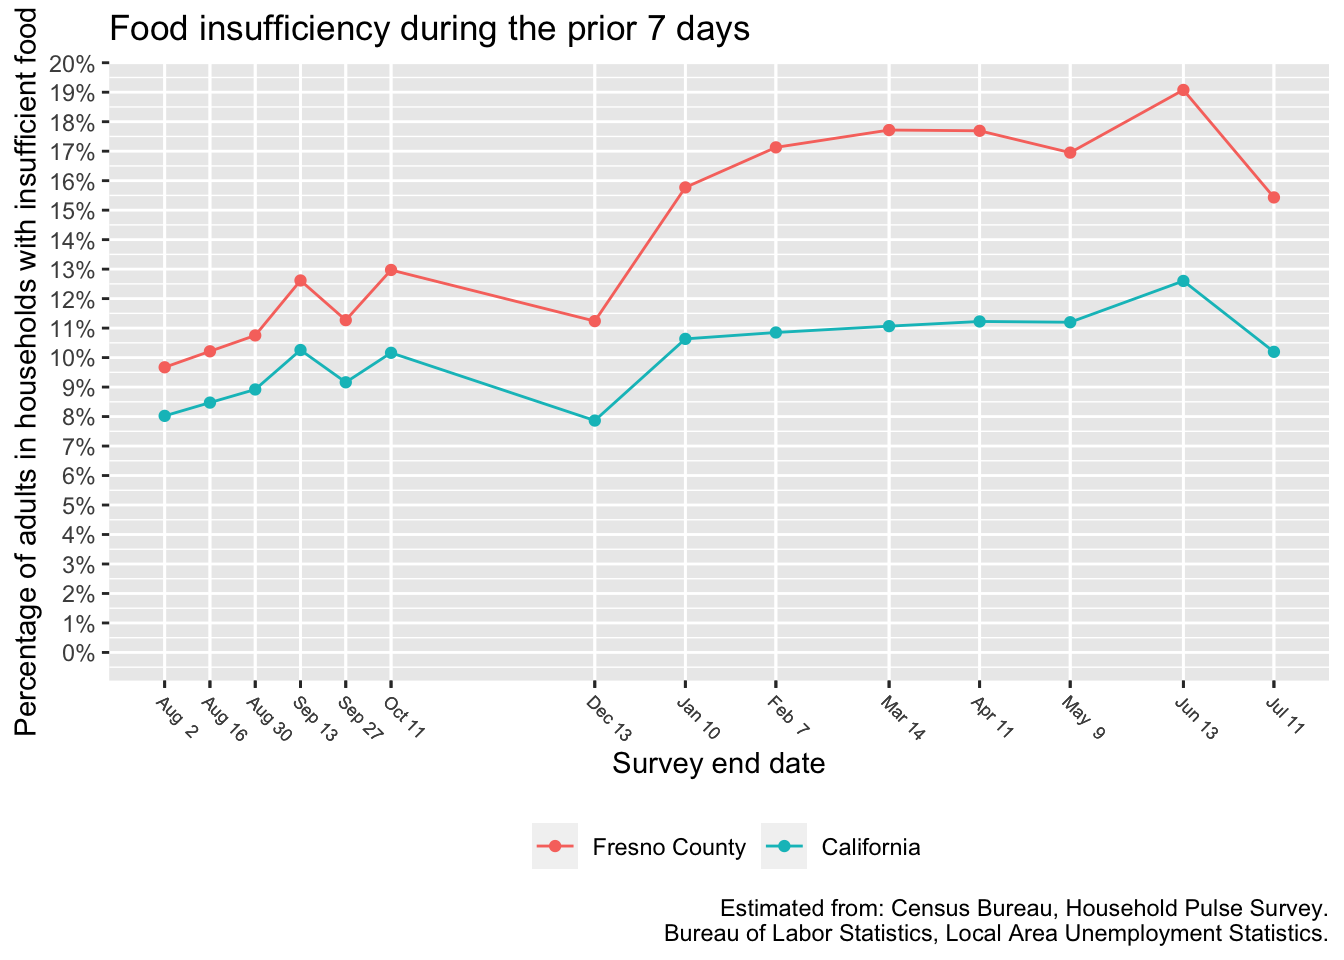 Food insufficiency during the prior 7 days
Percentage of adults in households with insufficient food
20%
19%
18%
17%
16%
15%
14%
13%
12%
11%
10%
9%
8%
7%
6%
5%
4%
3%
2%
1%
0%
Aug 2
Aug 16
Aug 30
Sep 13
Sep 27
Oct 11
Dec 13
Jan 10
Feb 7
Mar 14
Apr 11
May 9
Jun 13
Jul 11
Survey end date
Fresno County
California
Estimated from: Census Bureau, Household Pulse Survey.
Bureau of Labor Statistics, Local Area Unemployment Statistics.